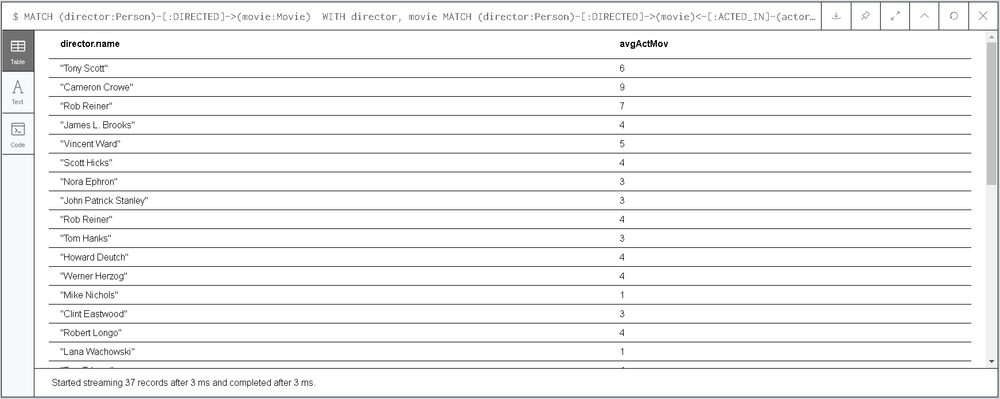 $ MATCH (director:Person)-[:DIRECTED]->(movie:Movie)  WITH director, movie MATCH (director:Person)-[:DIRECTED]->(movie)<-[:ACTED_IN]-(actor…
Table
Text
Code
director.name avgActMov
"Tony Scott" 6
"Cameron Crowe" 9
"Rob Reiner" 7
"James L. Brooks" 4
"Vincent Ward" 5
"Scott Hicks" 4
"Nora Ephron" 3
"John Patrick Stanley" 3
"Rob Reiner" 4
"Tom Hanks" 3
"Howard Deutch" 4
"Werner Herzog" 4
"Mike Nichols" 1
"Clint Eastwood" 3
"Robert Longo" 4
"Lana Wachowski" 1
Started streaming 37 records after 3 ms and completed after 3 ms.